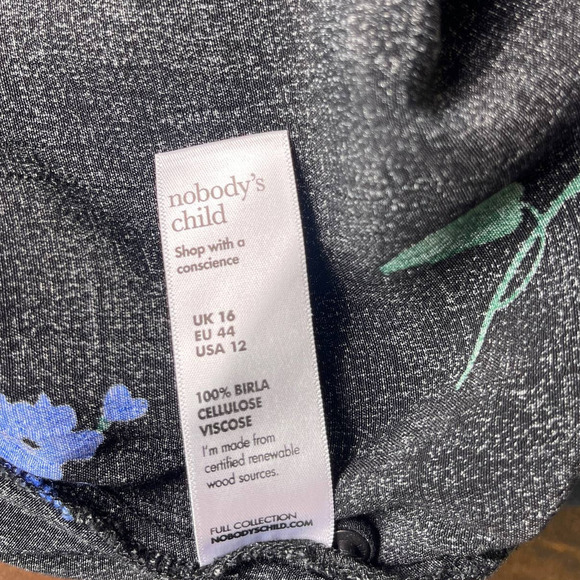 nobody's
child
Shop with a
conscience
UK 16
EU 44
USA 12
100% BIRLA
CELLULOSE
VISCOSE
I'm made from
certified renewable
wood sources.
FULL COLLECTION
NOBODYSCHILD.COM